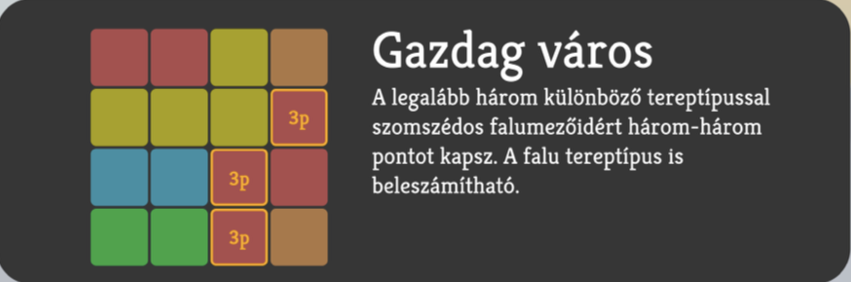 Gazdag város
A legalább három különböző tereptípussal
szomszédos falumezőidért három-három
pontot kapsz. A falu tereptípus is
beleszámítható.
3p
3p
3p